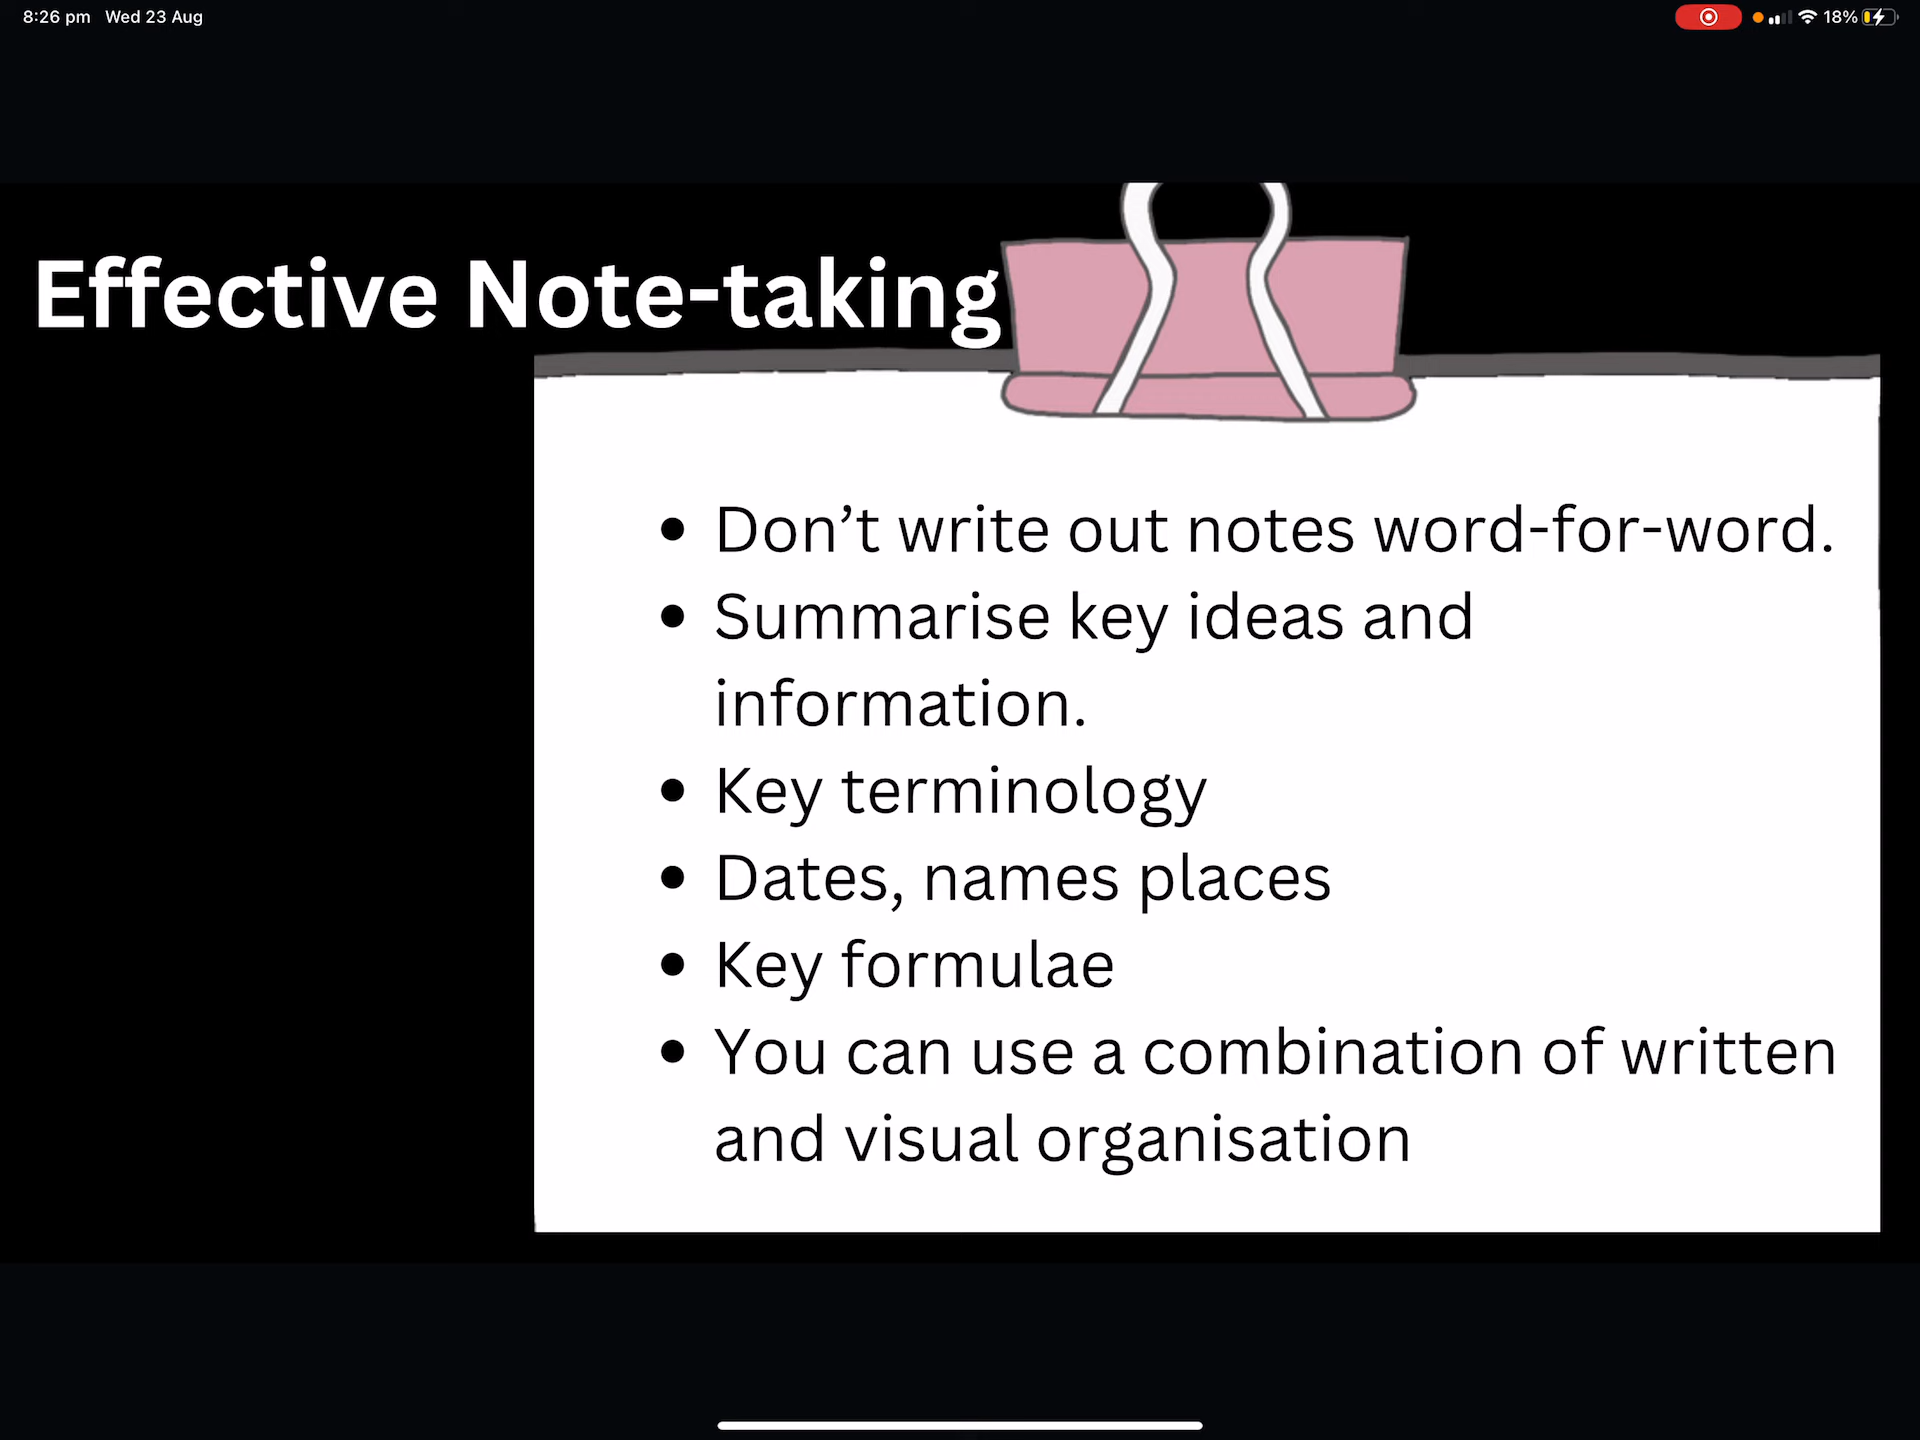 8:26 pm Wed 23 Aug
18%
Effective Note-taking
• Don’t write out notes word-for-word.
• Summarise key ideas and
information.
• Key terminology
• Dates, names places
• Key formulae
• You can use a combination of written
and visual organisation